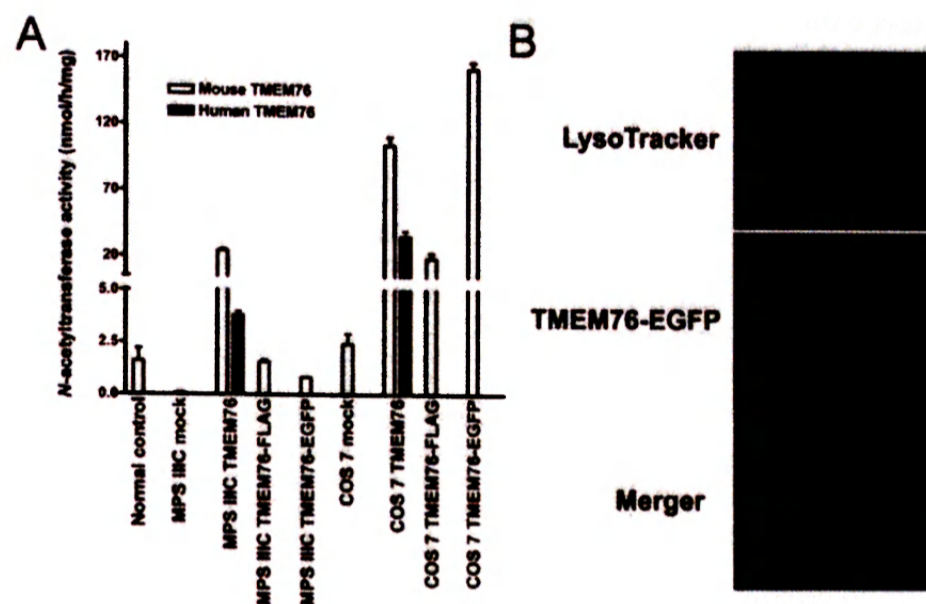 A
B
N-acetyltransferase activity (nmol/h/mg)
170
120
70
20
5.0
2.5
0.0
Mouse TMEM76
Human TMEM76
Normal control
MPS IIIC mock
MPS IIIC TMEM76
MPS IIIC TMEM76-FLAG
MPS IIIC TMEM76-EGFP
COS 7 mock
COS 7 TMEM76
COS 7 TMEM76-FLAG
COS 7 TMEM76-EGFP
LysoTracker
TMEM76-EGFP
Merger